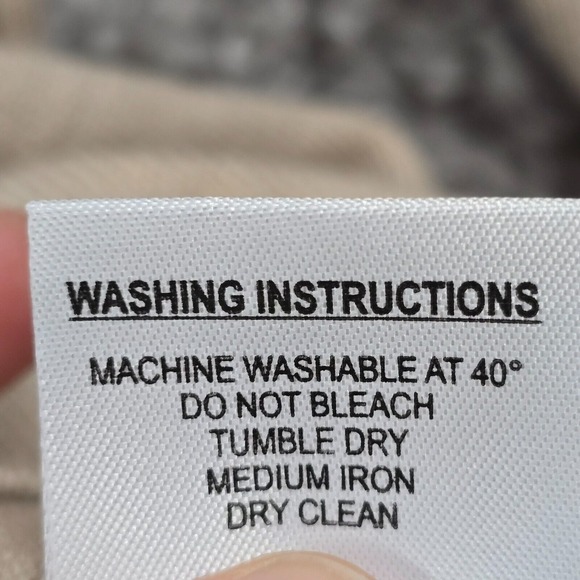 WASHING INSTRUCTIONS
MACHINE WASHABLE AT 40°
DO NOT BLEACH
TUMBLE DRY
MEDIUM IRON
DRY CLEAN